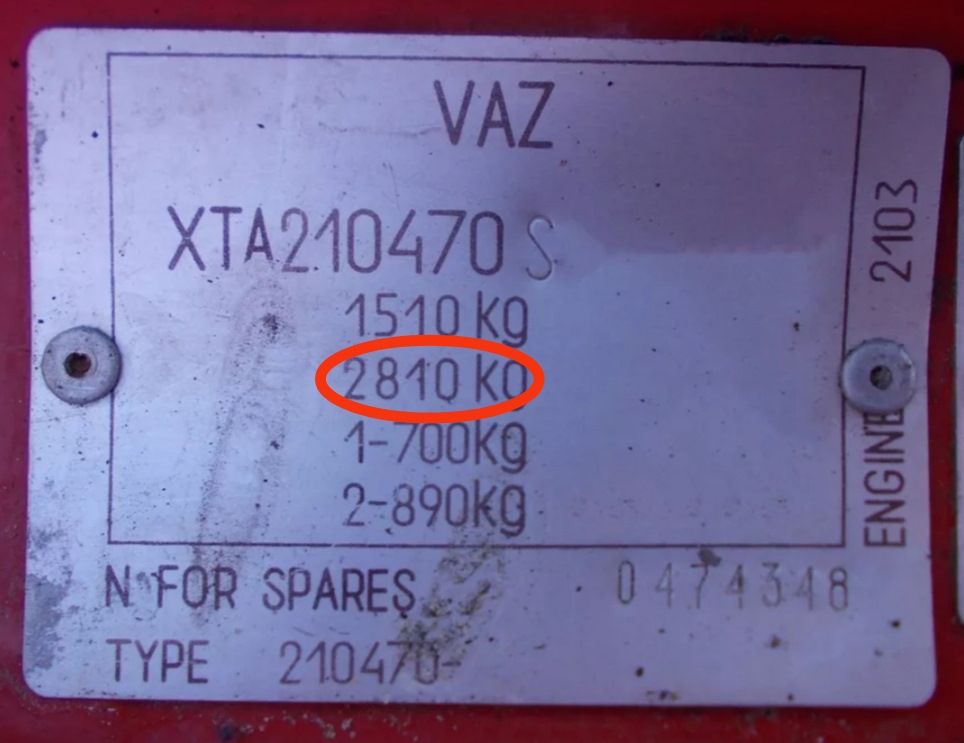 VAZ
XTA210470 S
1510 kg
2810 kg
1-700kg
2-890kg
ENGINE 2103
N FOR SPARES 0474348
TYPE 210470-